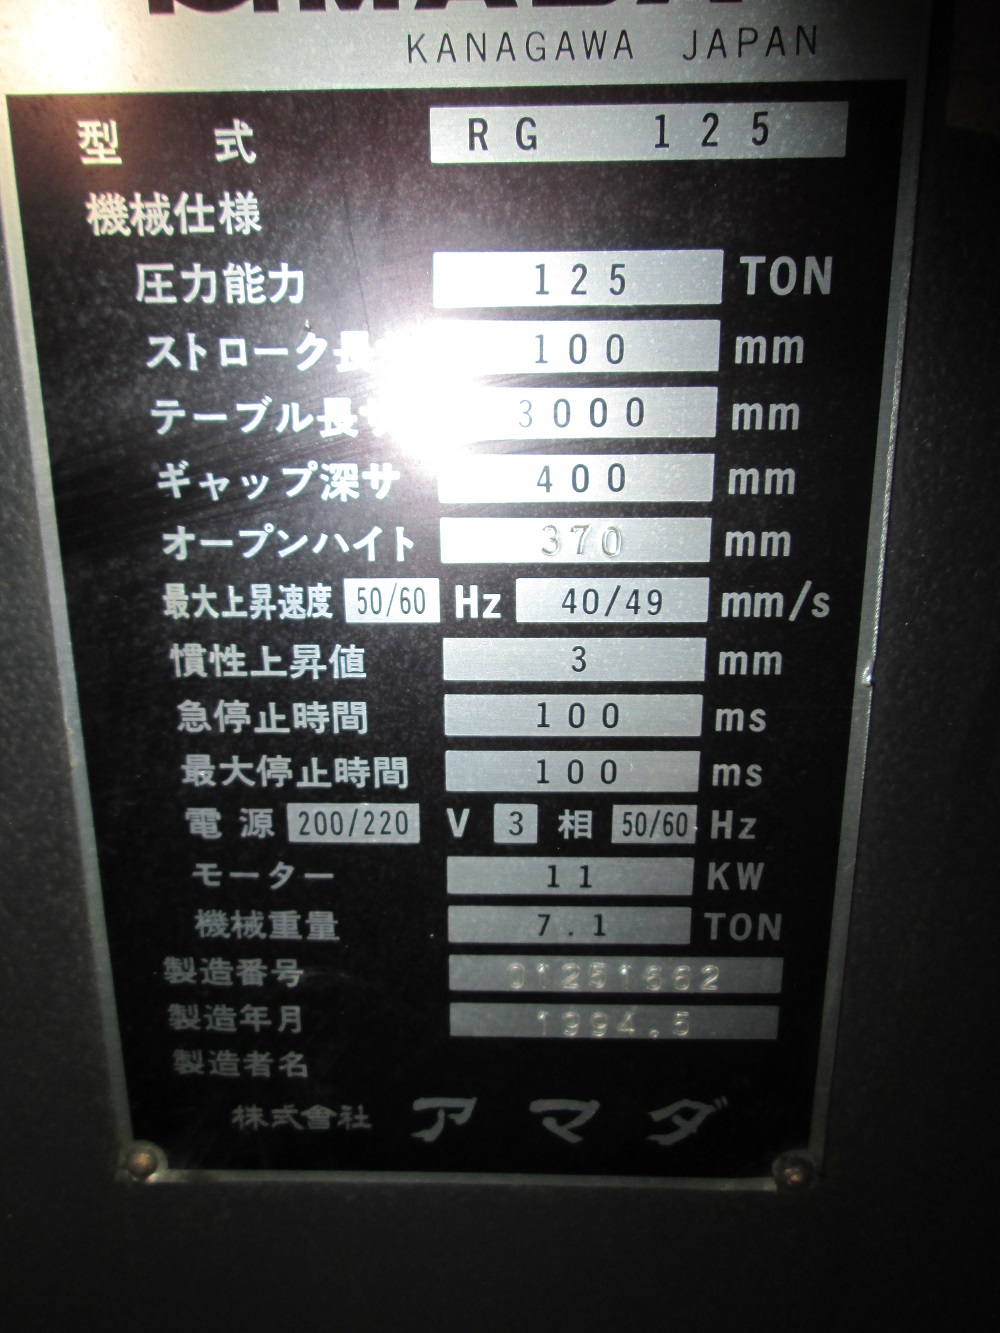 AMADA
KANAGAWA JAPAN
型 式 RG 125
機械仕様
圧力能力 125 TON
ストローク長 100 mm
テーブル長サ 3000 mm
ギャップ深サ 400 mm
オープンハイト 370 mm
最大上昇速度 50/60 Hz 40/49 mm/s
慣性上昇値 3 mm
急停止時間 100 ms
最大停止時間 100 ms
電源 200/220 V 3 相 50/60 Hz
モーター 11 KW
機械重量 7.1 TON
製造番号 01251662
製造年月 1994.5
製造者名
株式會社 アマダ